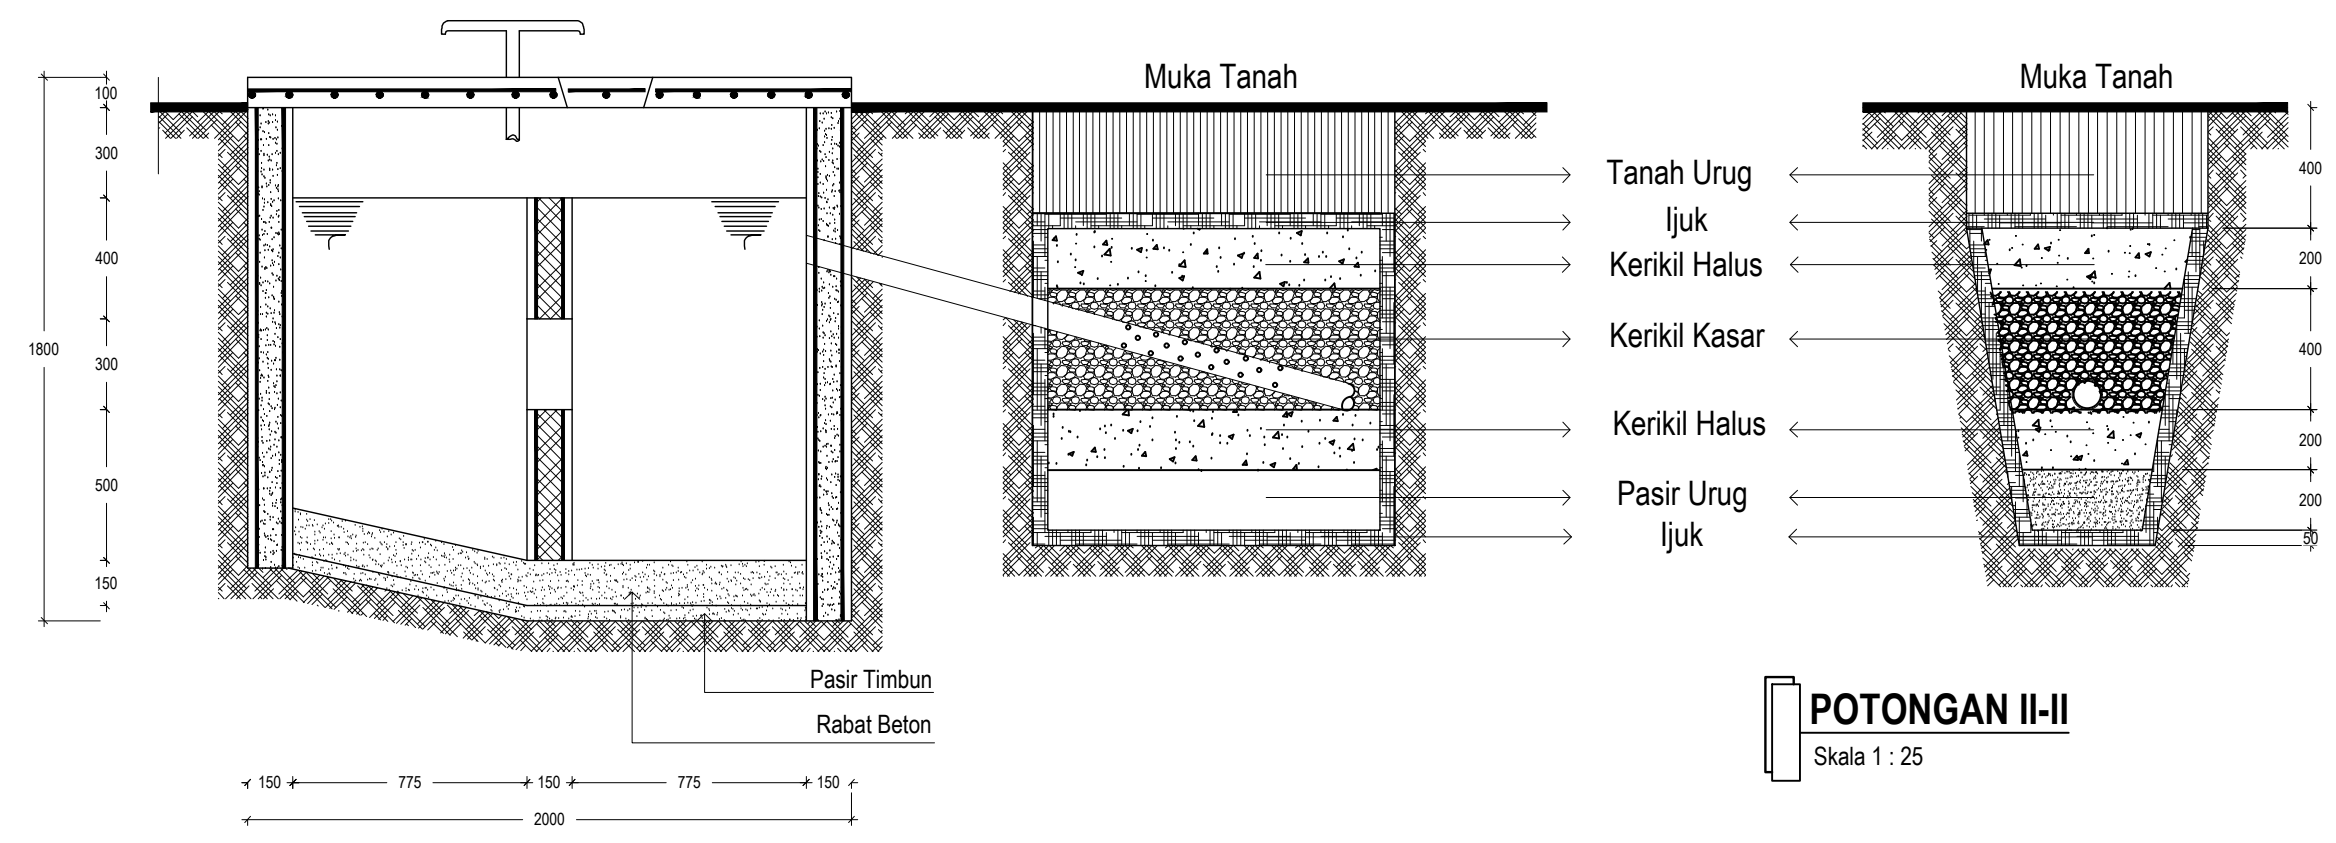 Muka Tanah
Muka Tanah
100
300
400
300
500
150
1800
Tanah Urug
Ijuk
Kerikil Halus
Kerikil Kasar
Kerikil Halus
Pasir Urug
Ijuk
400
200
400
200
200
50
Pasir Timbun
Rabat Beton
150
775
150
775
150
2000
POTONGAN II-II
Skala 1 : 25